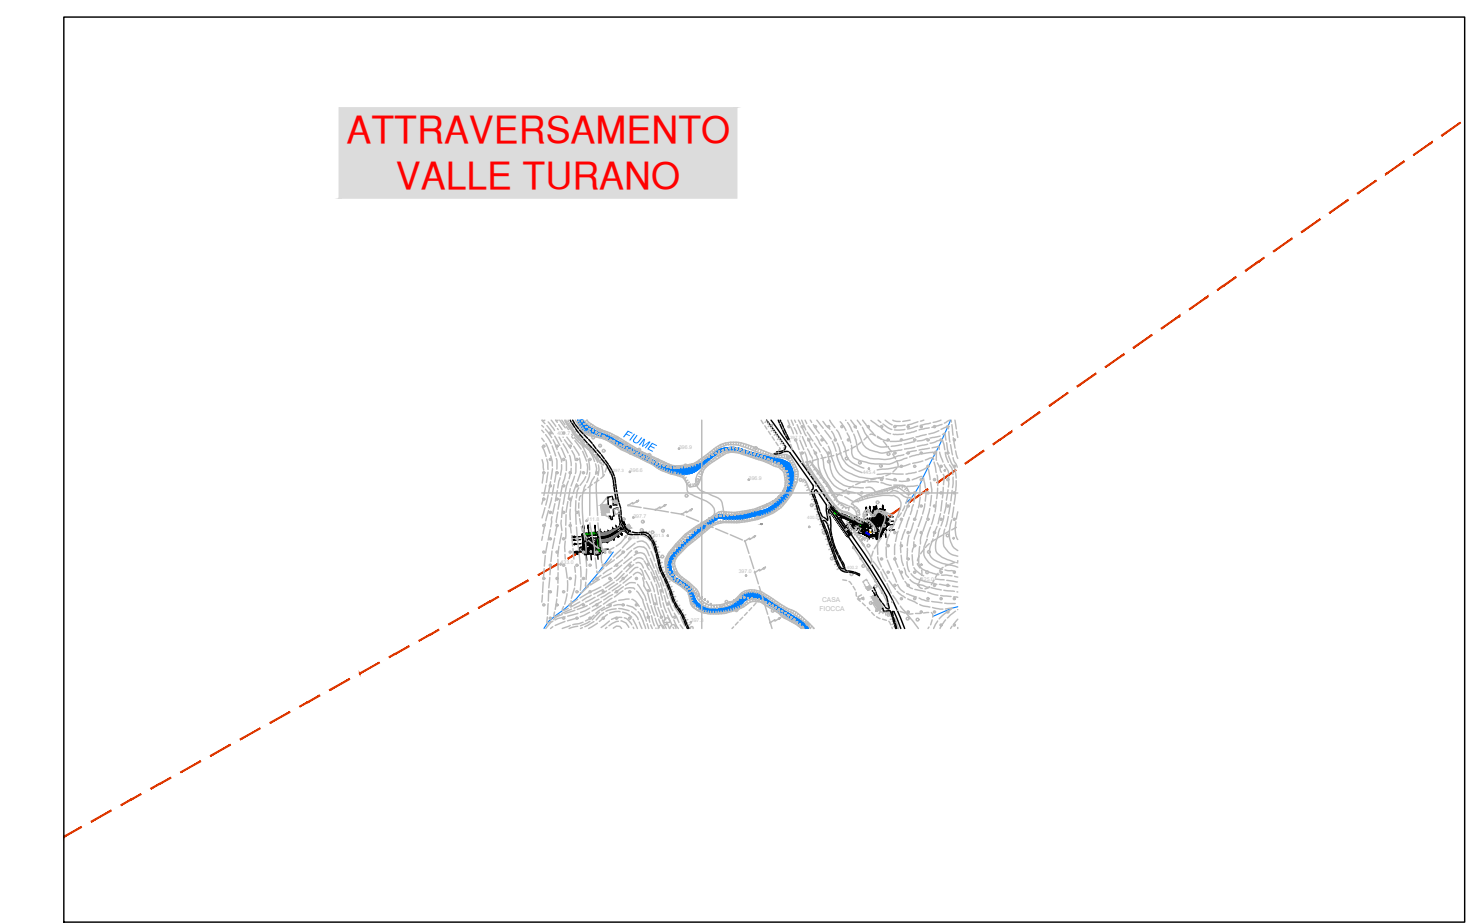 ATTRAVERSAMENTO
VALLE TURANO
FIUME
CASA
FIOCCA